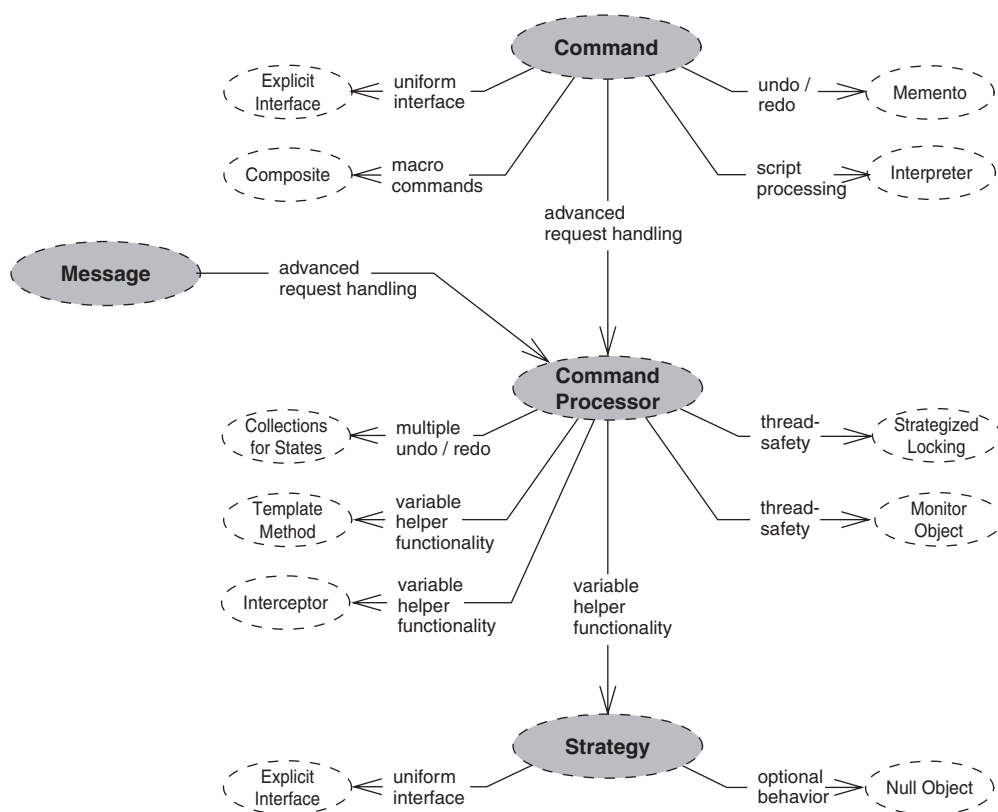 Command
Explicit
Interface
uniform
interface
undo /
redo
Memento
Composite
macro
commands
script
processing
Interpreter
advanced
request handling
Message
advanced
request handling
Command
Processor
Collections
for States
multiple
undo / redo
thread-
safety
Strategized
Locking
Template
Method
variable
helper
functionality
thread-
safety
Monitor
Object
Interceptor
variable
helper
functionality
variable
helper
functionality
Strategy
Explicit
Interface
uniform
interface
optional
behavior
Null Object